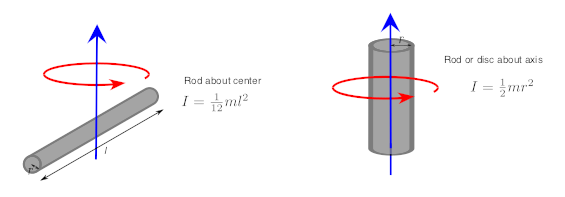 Rod about center
I = 1/12 ml²
l
r
r
Rod or disc about axis
I = 1/2 mr²